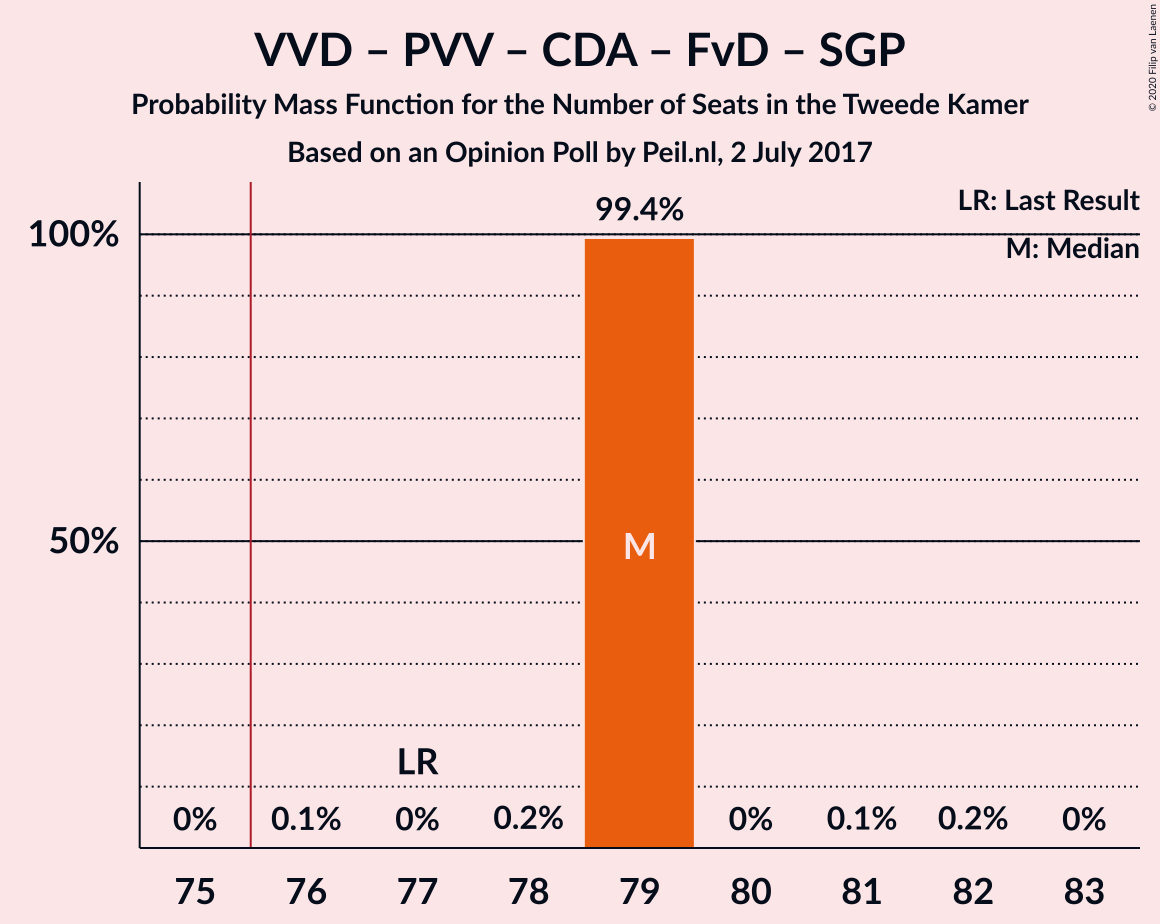 VVD – PVV – CDA – FvD – SGP
Probability Mass Function for the Number of Seats in the Tweede Kamer
Based on an Opinion Poll by Peil.nl, 2 July 2017
© 2020 Filip van Laenen
LR: Last Result
M: Median
100%
50%
99.4%
M
LR
0% 0.1% 0% 0.2% 0% 0.1% 0.2% 0%
75 76 77 78 79 80 81 82 83